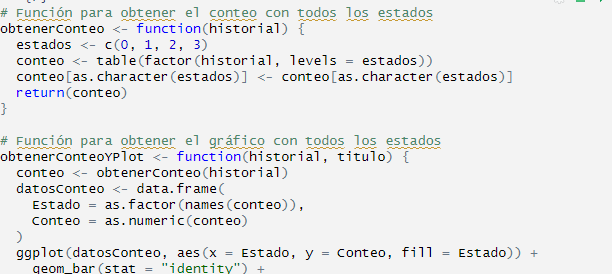 # Función para obtener el conteo con todos los estados
obtenerConteo <- function(historial) {
  estados <- c(0, 1, 2, 3)
  conteo <- table(factor(historial, levels = estados))
  conteo[as.character(estados)] <- conteo[as.character(estados)]
  return(conteo)
}

# Función para obtener el gráfico con todos los estados
obtenerConteoYPlot <- function(historial, titulo) {
  conteo <- obtenerConteo(historial)
  datosConteo <- data.frame(
    Estado = as.factor(names(conteo)),
    Conteo = as.numeric(conteo)
  )
  ggplot(datosConteo, aes(x = Estado, y = Conteo, fill = Estado)) +
    geom_bar(stat = "identity") +